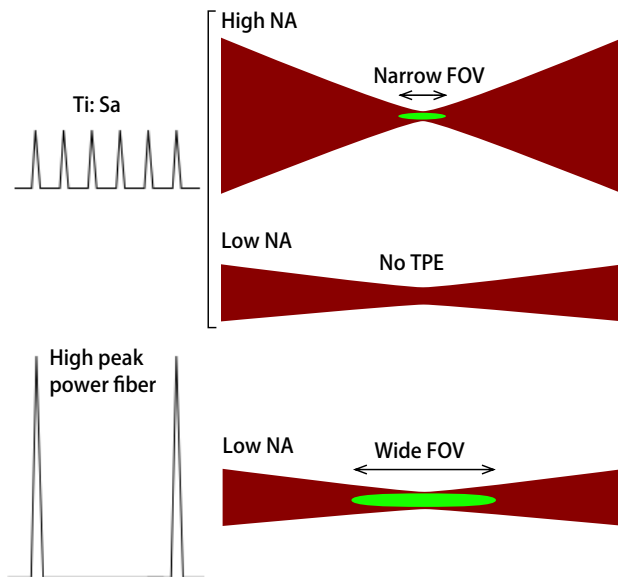 High NA
Narrow FOV
Ti: Sa
Low NA
No TPE
High peak
power fiber
Low NA
Wide FOV